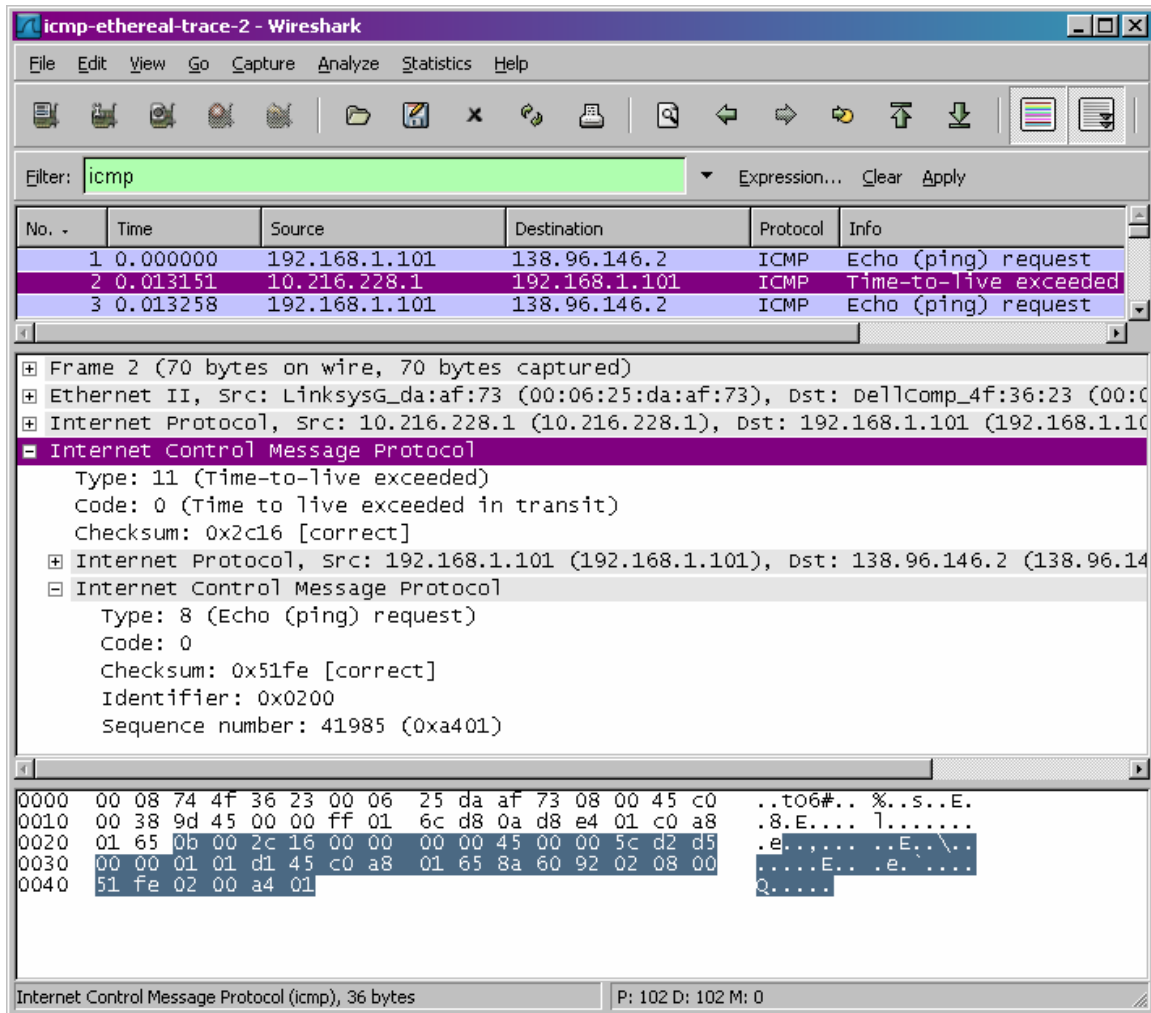 icmp-ethereal-trace-2 - Wireshark
File Edit View Go Capture Analyze Statistics Help
Filter: icmp Expression... Clear Apply
No. - Time Source Destination Protocol Info
1 0.000000 192.168.1.101 138.96.146.2 ICMP Echo (ping) request
2 0.013151 10.216.228.1 192.168.1.101 ICMP Time-to-live exceeded
3 0.013258 192.168.1.101 138.96.146.2 ICMP Echo (ping) request
Frame 2 (70 bytes on wire, 70 bytes captured)
Ethernet II, Src: LinksysG_da:af:73 (00:06:25:da:af:73), Dst: DellComp_4f:36:23 (00:0
Internet Protocol, Src: 10.216.228.1 (10.216.228.1), Dst: 192.168.1.101 (192.168.1.10
Internet Control Message Protocol
Type: 11 (Time-to-live exceeded)
Code: 0 (Time to live exceeded in transit)
Checksum: 0x2c16 [correct]
Internet Protocol, Src: 192.168.1.101 (192.168.1.101), Dst: 138.96.146.2 (138.96.14
Internet Control Message Protocol
Type: 8 (Echo (ping) request)
Code: 0
Checksum: 0x51fe [correct]
Identifier: 0x0200
Sequence number: 41985 (0xa401)
0000 00 08 74 4f 36 23 00 06 25 da af 73 08 00 45 c0 ..tO6#.. %..s..E.
0010 00 38 9d 45 00 00 ff 01 6c d8 0a d8 e4 01 c0 a8 .8.E.... l.......
0020 01 65 0b 00 2c 16 00 00 00 00 45 00 00 5c d2 d5 .e..,... ..E..\..
0030 00 00 01 01 d1 45 c0 a8 01 65 8a 60 92 02 08 00 .....E.. .e.`....
0040 51 fe 02 00 a4 01 Q.....
Internet Control Message Protocol (icmp), 36 bytes P: 102 D: 102 M: 0